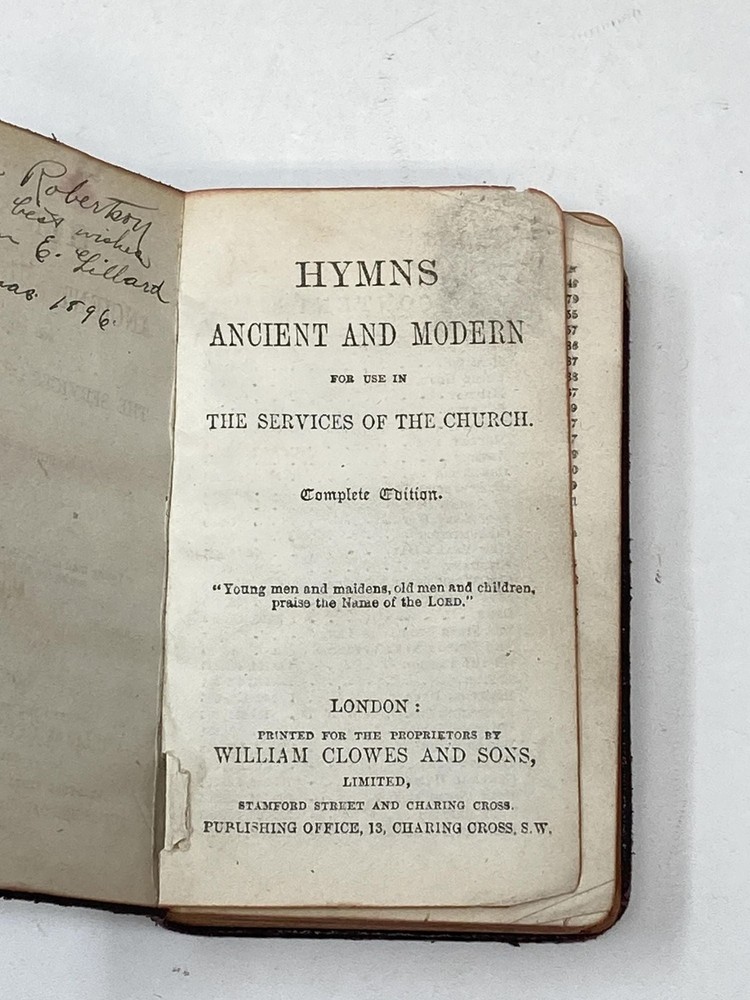 Robertson
best wishes
E. Lillard
1896.
HYMNS
ANCIENT AND MODERN
FOR USE IN
THE SERVICES OF THE CHURCH.
Complete Edition.
"Young men and maidens, old men and children,
praise the Name of the LORD."
LONDON:
PRINTED FOR THE PROPRIETORS BY
WILLIAM CLOWES AND SONS,
LIMITED,
STAMFORD STREET AND CHARING CROSS.
PUBLISHING OFFICE, 13, CHARING CROSS, S.W.